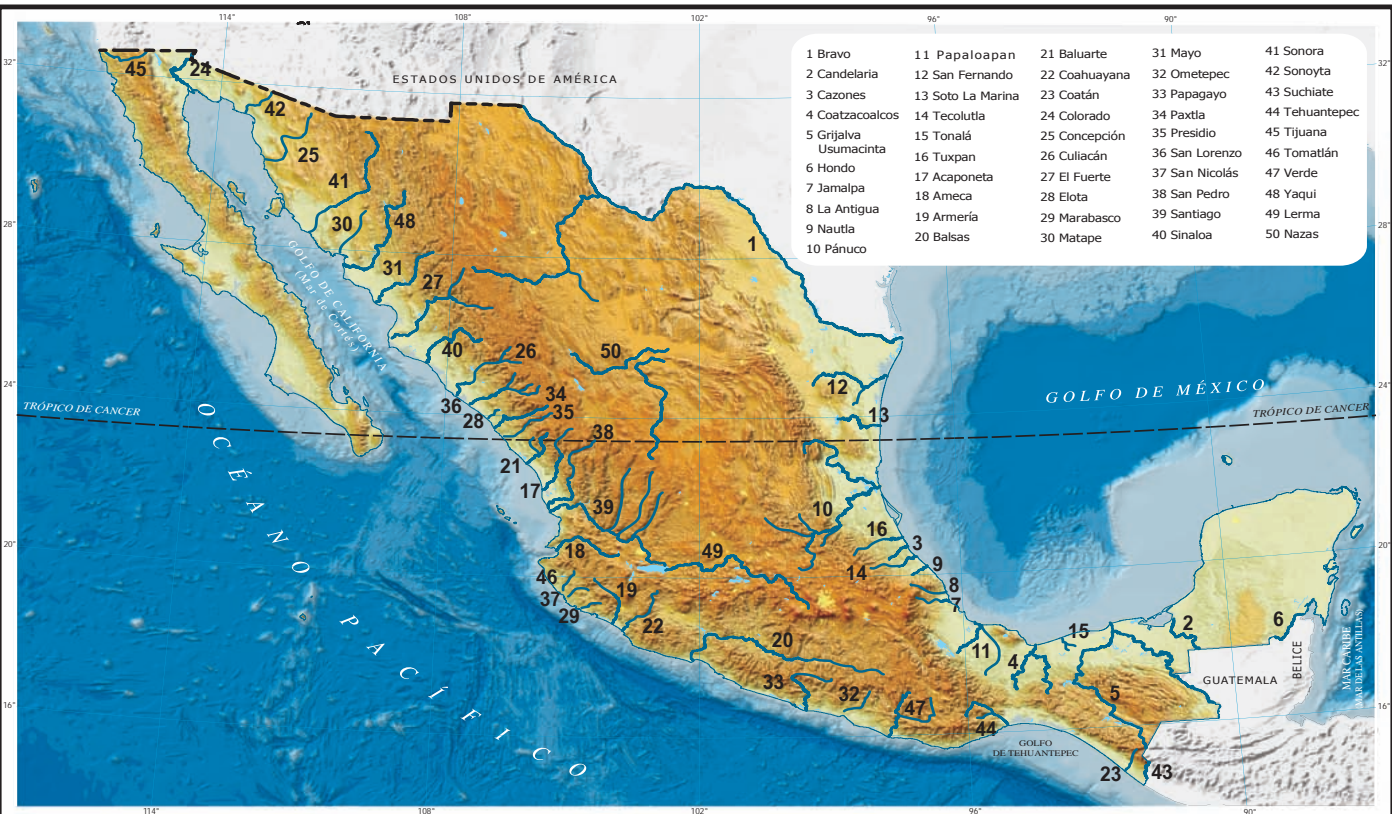 114°
108°
102°
96°
90°
32°
28°
24°
20°
16°
32°
28°
24°
20°
16°
114°
108°
102°
96°
90°
ESTADOS UNIDOS DE AMÉRICA
1 Bravo
2 Candelaria
3 Cazones
4 Coatzacoalcos
5 Grijalva
Usumacinta
6 Hondo
7 Jamalpa
8 La Antigua
9 Nautla
10 Pánuco
11 Papaloapan
12 San Fernando
13 Soto La Marina
14 Tecolutla
15 Tonalá
16 Tuxpan
17 Acaponeta
18 Ameca
19 Armería
20 Balsas
21 Baluarte
22 Coahuayana
23 Coatán
24 Colorado
25 Concepción
26 Culiacán
27 El Fuerte
28 Elota
29 Marabasco
30 Matape
31 Mayo
32 Ometepec
33 Papagayo
34 Paxtla
35 Presidio
36 San Lorenzo
37 San Nicolás
38 San Pedro
39 Santiago
40 Sinaloa
41 Sonora
42 Sonoyta
43 Suchiate
44 Tehuantepec
45 Tijuana
46 Tomatlán
47 Verde
48 Yaqui
49 Lerma
50 Nazas
45
24
42
25
41
30
48
31
27
1
GOLFO DE CALIFORNIA
(Mar de Cortés)
40
26
50
12
36
34
28
35
13
38
21
17
39
10
16
3
18
49
14
9
46
8
37
19
7
29
22
20
11
4
15
2
6
33
32
47
44
5
23
43
GOLFO DE MÉXICO
TRÓPICO DE CANCER
TRÓPICO DE CANCER
OCÉANO PACÍFICO
GOLFO
DE TEHUANTEPEC
GUATEMALA
BELICE
MAR CARIBE
(MAR DE LAS ANTILLAS)